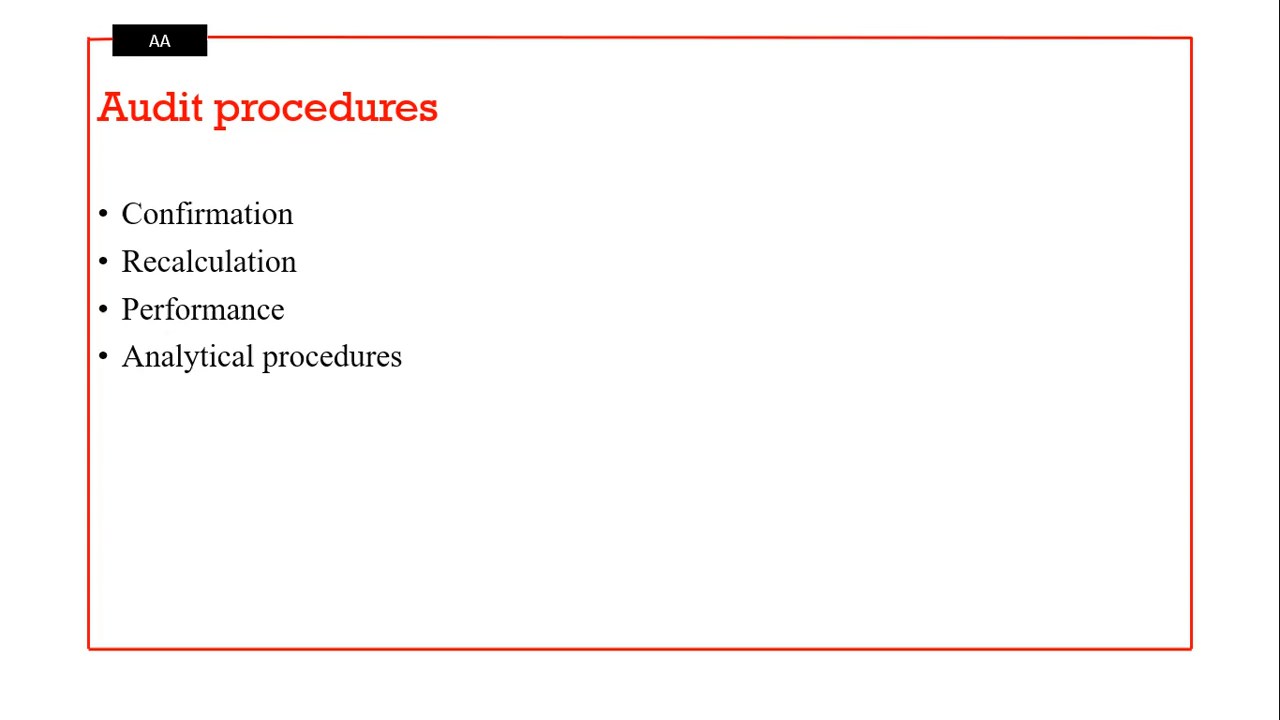 AA
Audit procedures
• Confirmation
• Recalculation
• Performance
• Analytical procedures